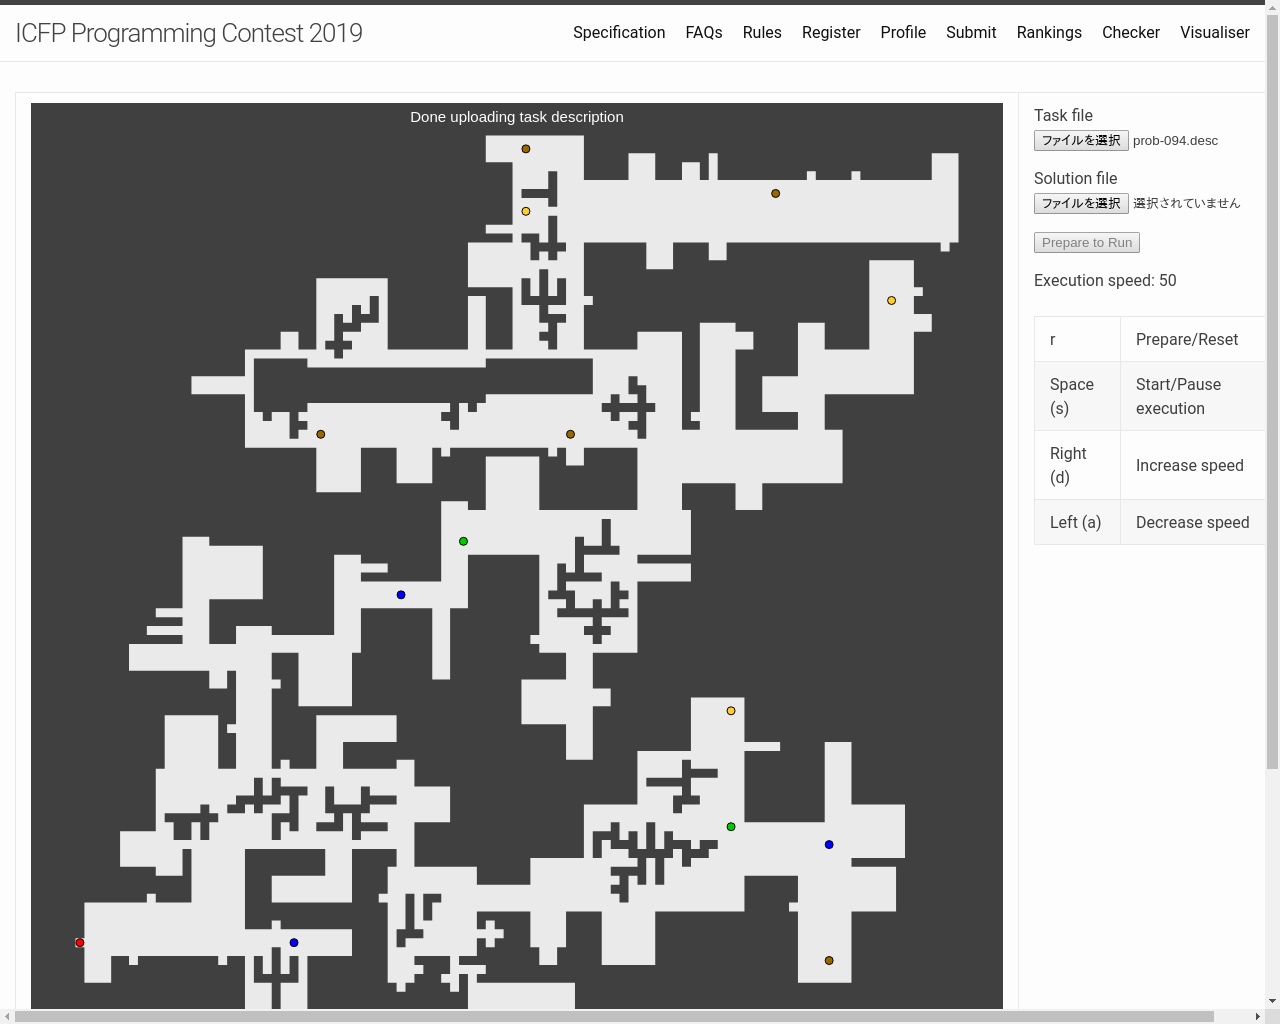 ICFP Programming Contest 2019
Specification FAQs Rules Register Profile Submit Rankings Checker Visualiser
Done uploading task description
Task file
ファイルを選択 prob-094.desc
Solution file
ファイルを選択 選択されていません
Prepare to Run
Execution speed: 50
r Prepare/Reset
Space (s) Start/Pause execution
Right (d) Increase speed
Left (a) Decrease speed